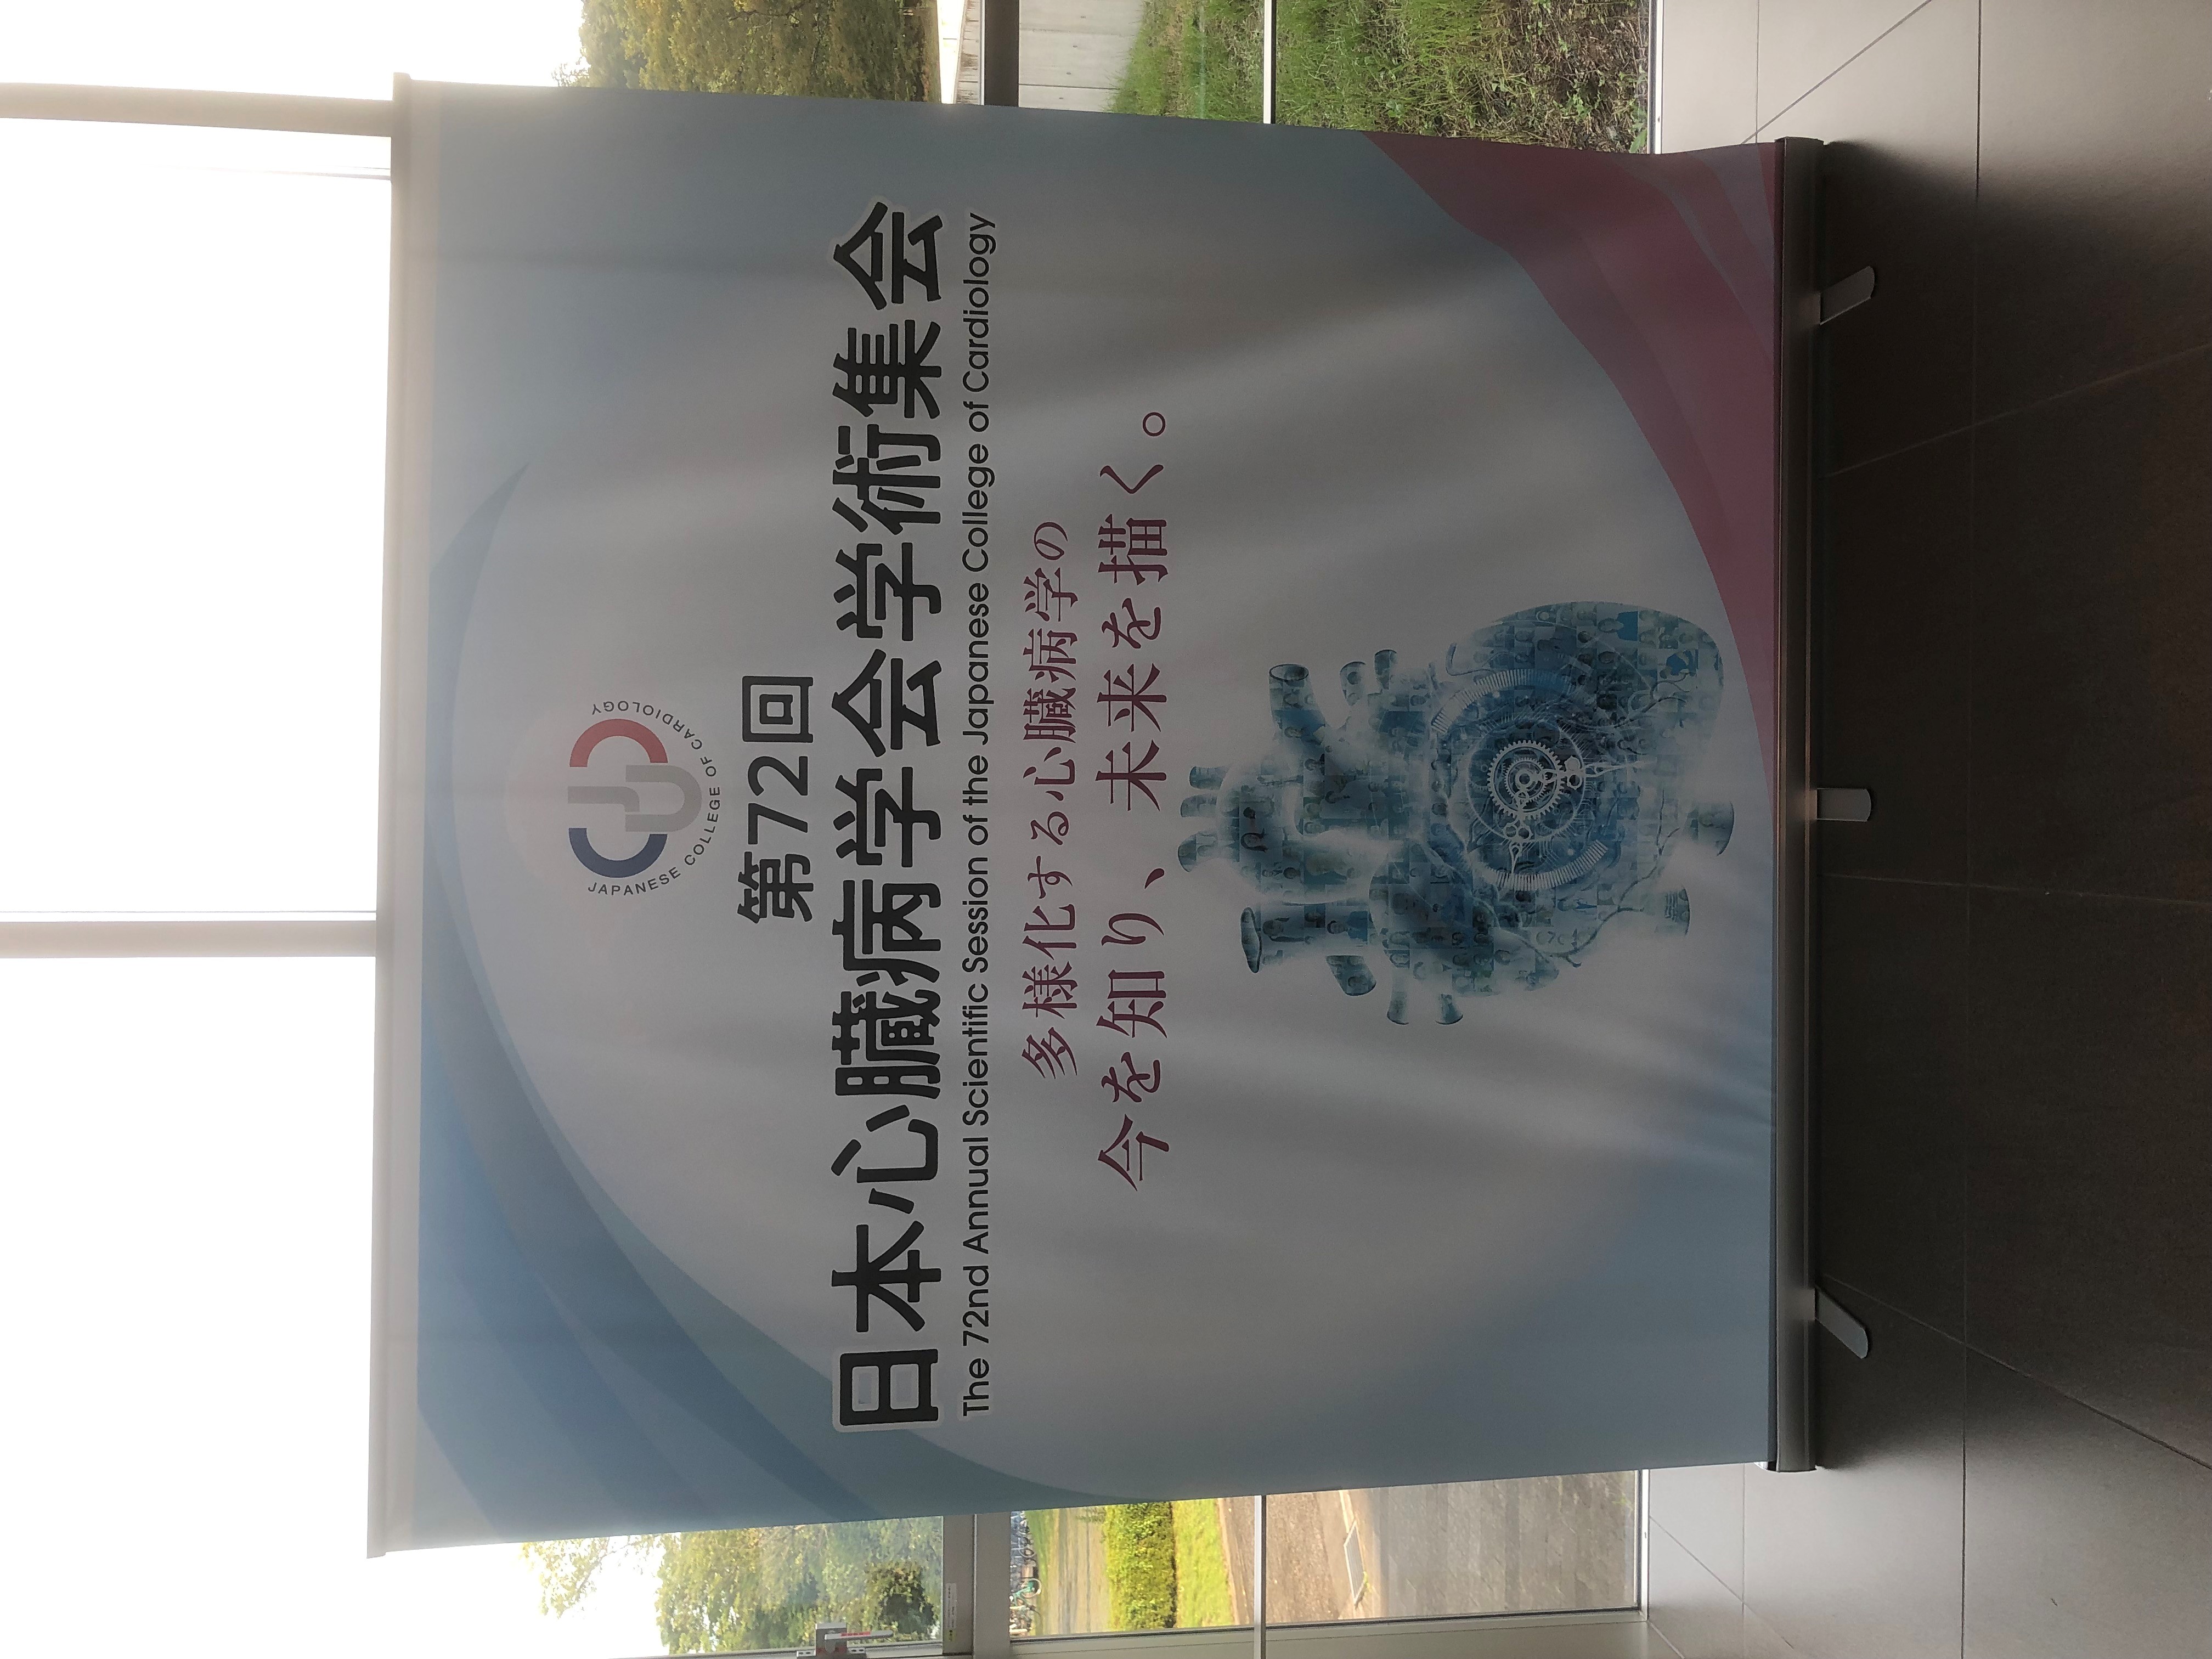 JAPANESE COLLEGE OF CARDIOLOGY
第72回
日本心臓病学会学術集会
The 72nd Annual Scientific Session of the Japanese College of Cardiology
多様化する心臓病学の
今を知り、未来を描く。